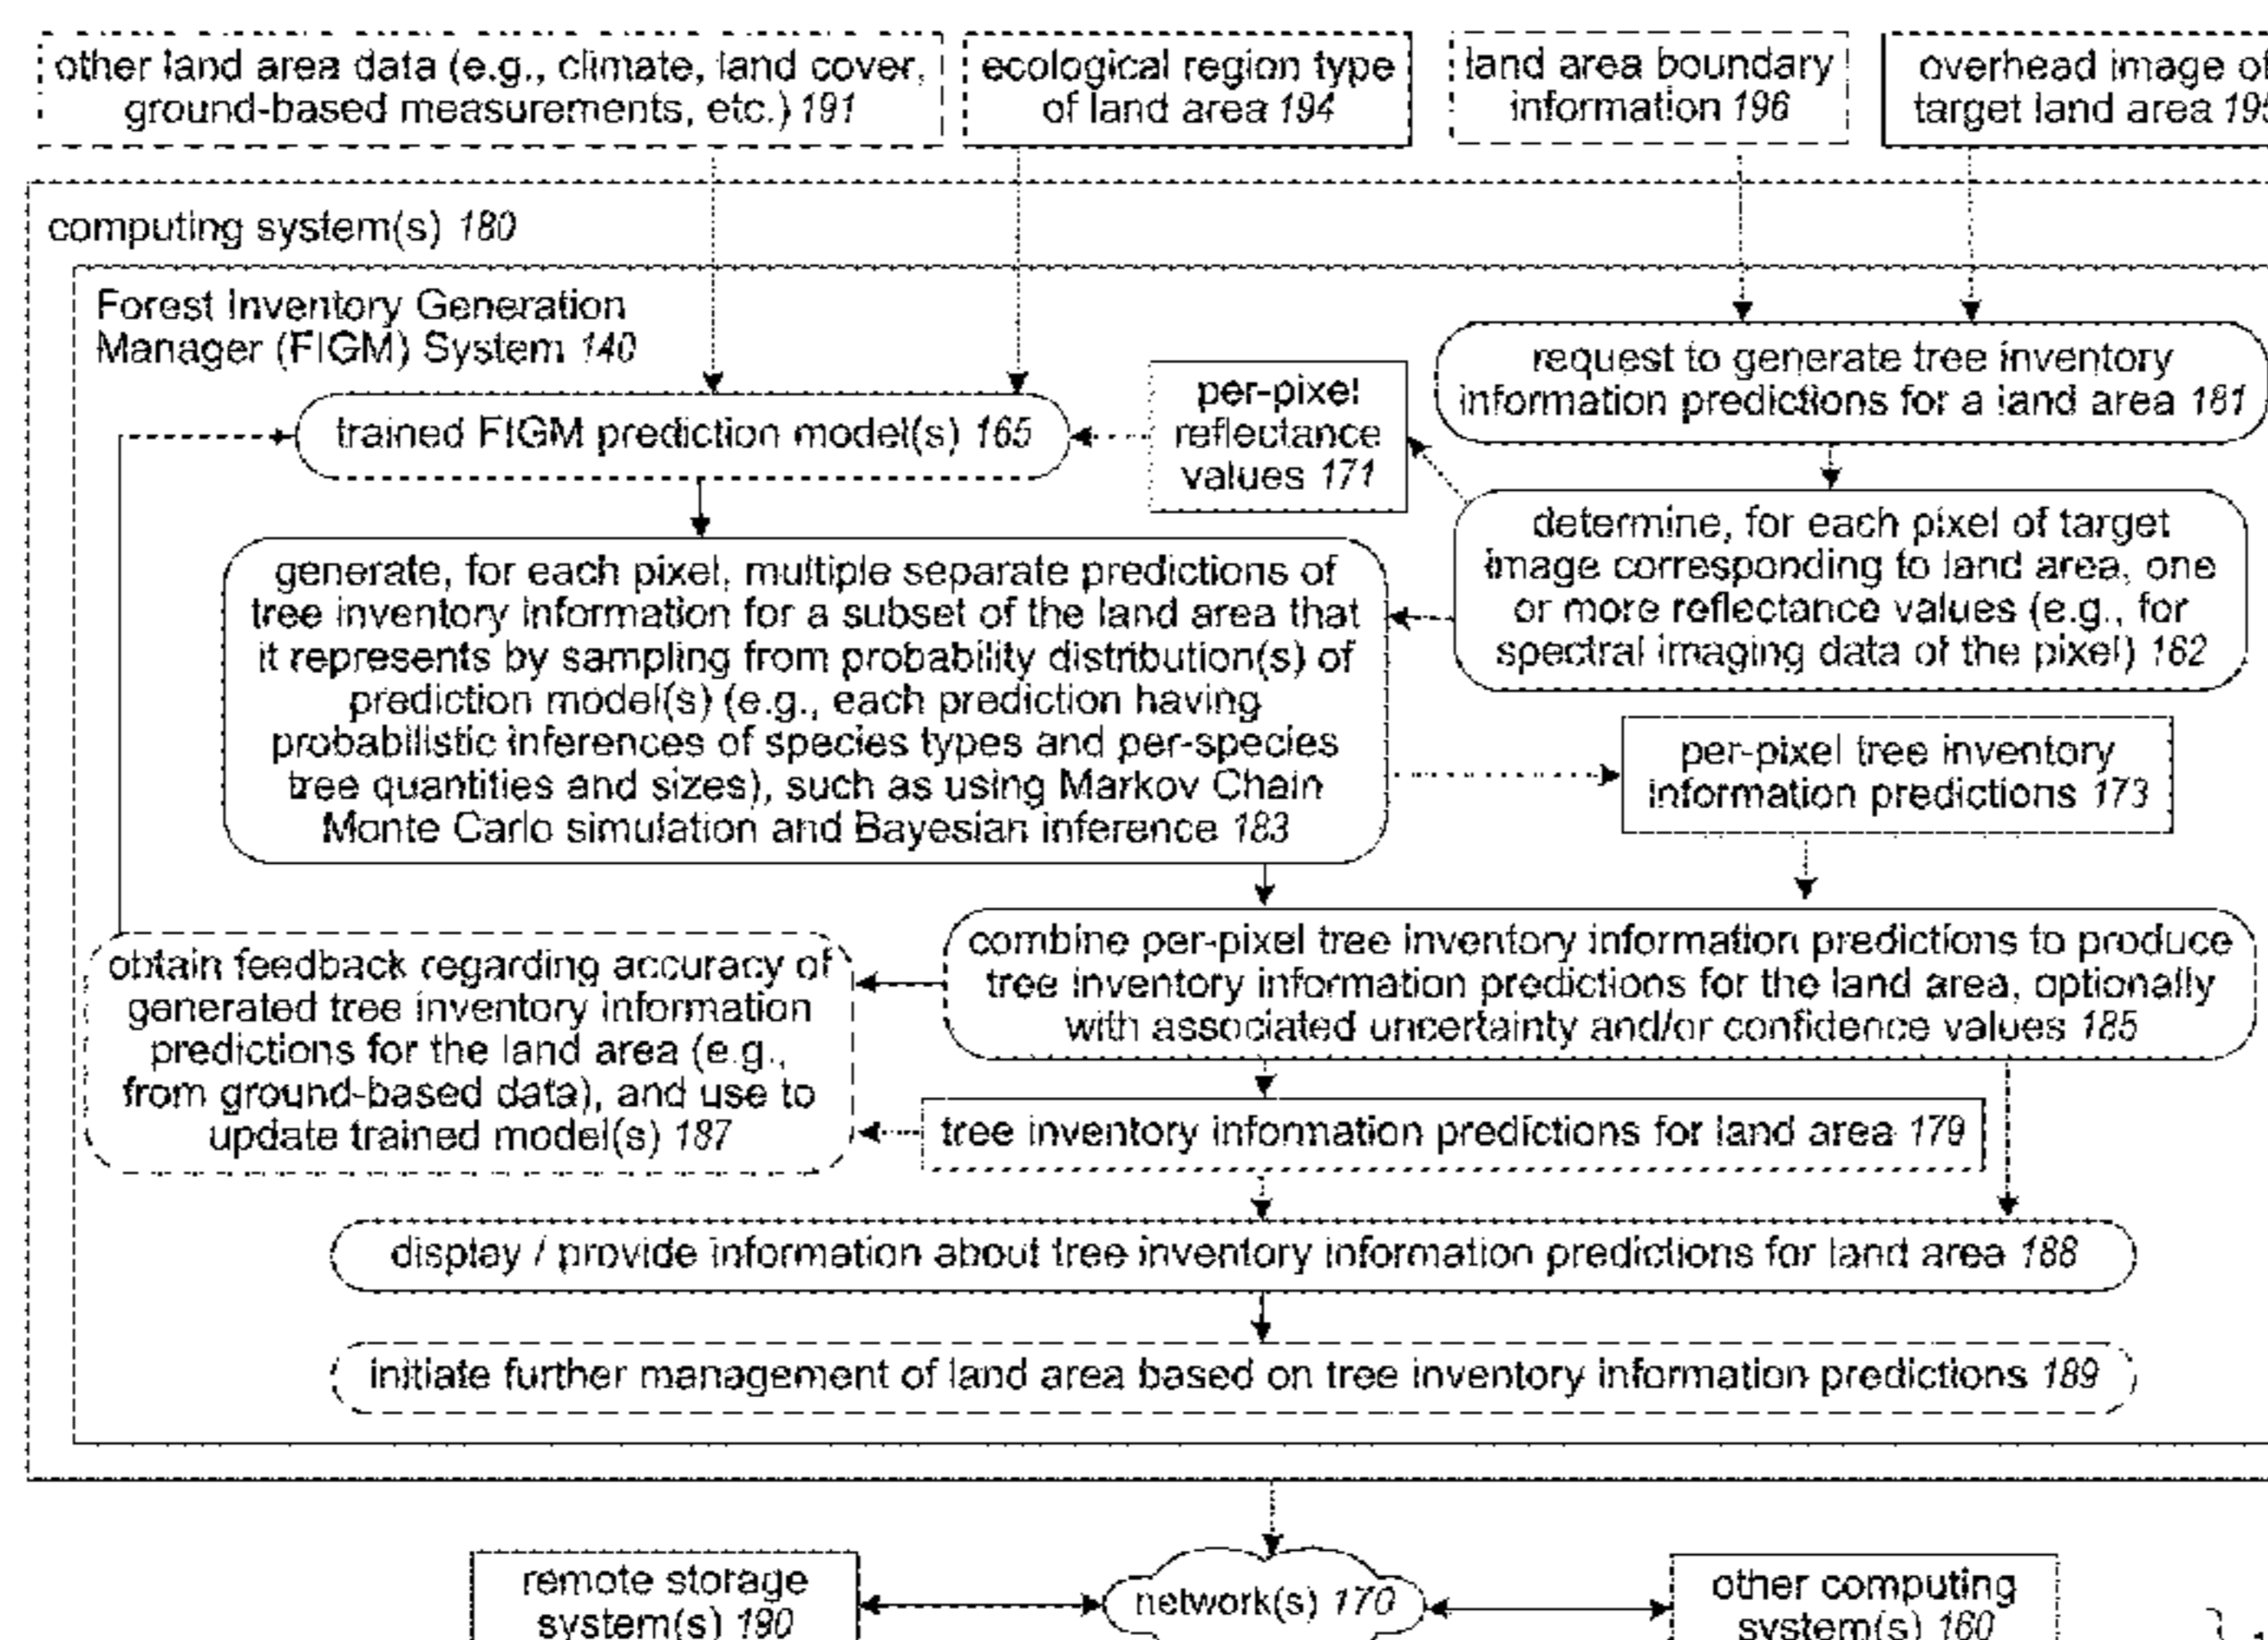 other land area data (e.g., climate, land cover,
ground-based measurements, etc.) 191
ecological region type
of land area 194
land area boundary
information 196
overhead image of
target land area 195
computing system(s) 180
Forest Inventory Generation
Manager (FIGM) System 140
trained FIGM prediction model(s) 165
per-pixel
reflectance
values 171
request to generate tree inventory
information predictions for a land area 181
determine, for each pixel of target
image corresponding to land area, one
or more reflectance values (e.g., for
spectral imaging data of the pixel) 182
generate, for each pixel, multiple separate predictions of
tree inventory information for a subset of the land area that
it represents by sampling from probability distribution(s) of
prediction model(s) (e.g., each prediction having
probabilistic inferences of species types and per-species
tree quantities and sizes), such as using Markov Chain
Monte Carlo simulation and Bayesian inference 183
per-pixel tree inventory
information predictions 173
combine per-pixel tree inventory information predictions to produce
tree inventory information predictions for the land area, optionally
with associated uncertainty and/or confidence values 185
obtain feedback regarding accuracy of
generated tree inventory information
predictions for the land area (e.g.,
from ground-based data), and use to
update trained model(s) 187
tree inventory information predictions for land area 179
display / provide information about tree inventory information predictions for land area 188
initiate further management of land area based on tree inventory information predictions 189
remote storage
system(s) 190
network(s) 170
other computing
system(s) 160